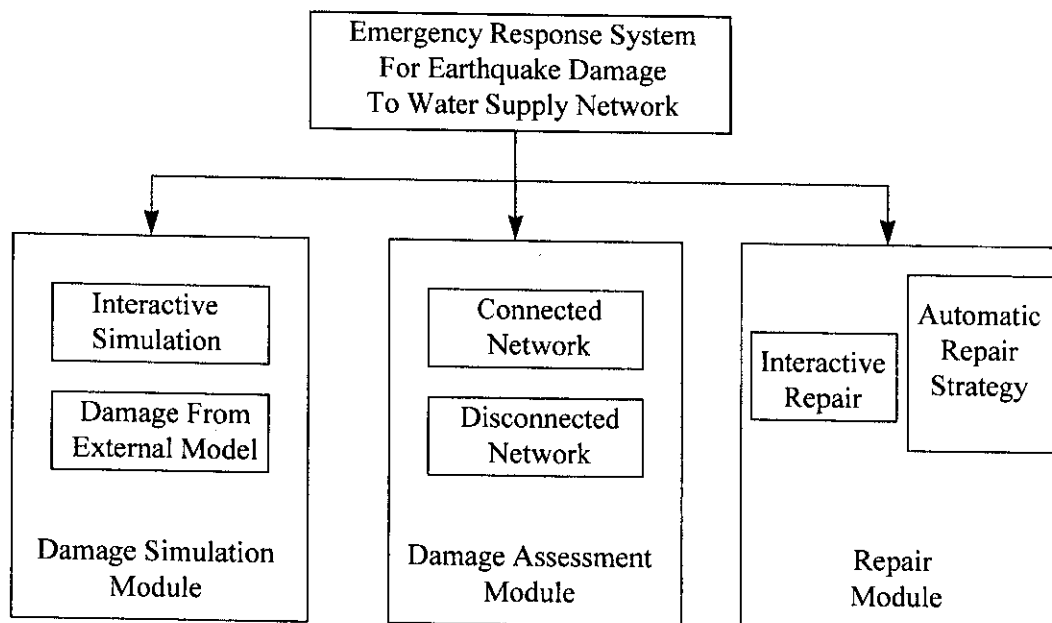 Emergency Response System
For Earthquake Damage
To Water Supply Network
Interactive
Simulation
Damage From
External Model
Damage Simulation
Module
Connected
Network
Disconnected
Network
Damage Assessment
Module
Interactive
Repair
Automatic
Repair
Strategy
Repair
Module